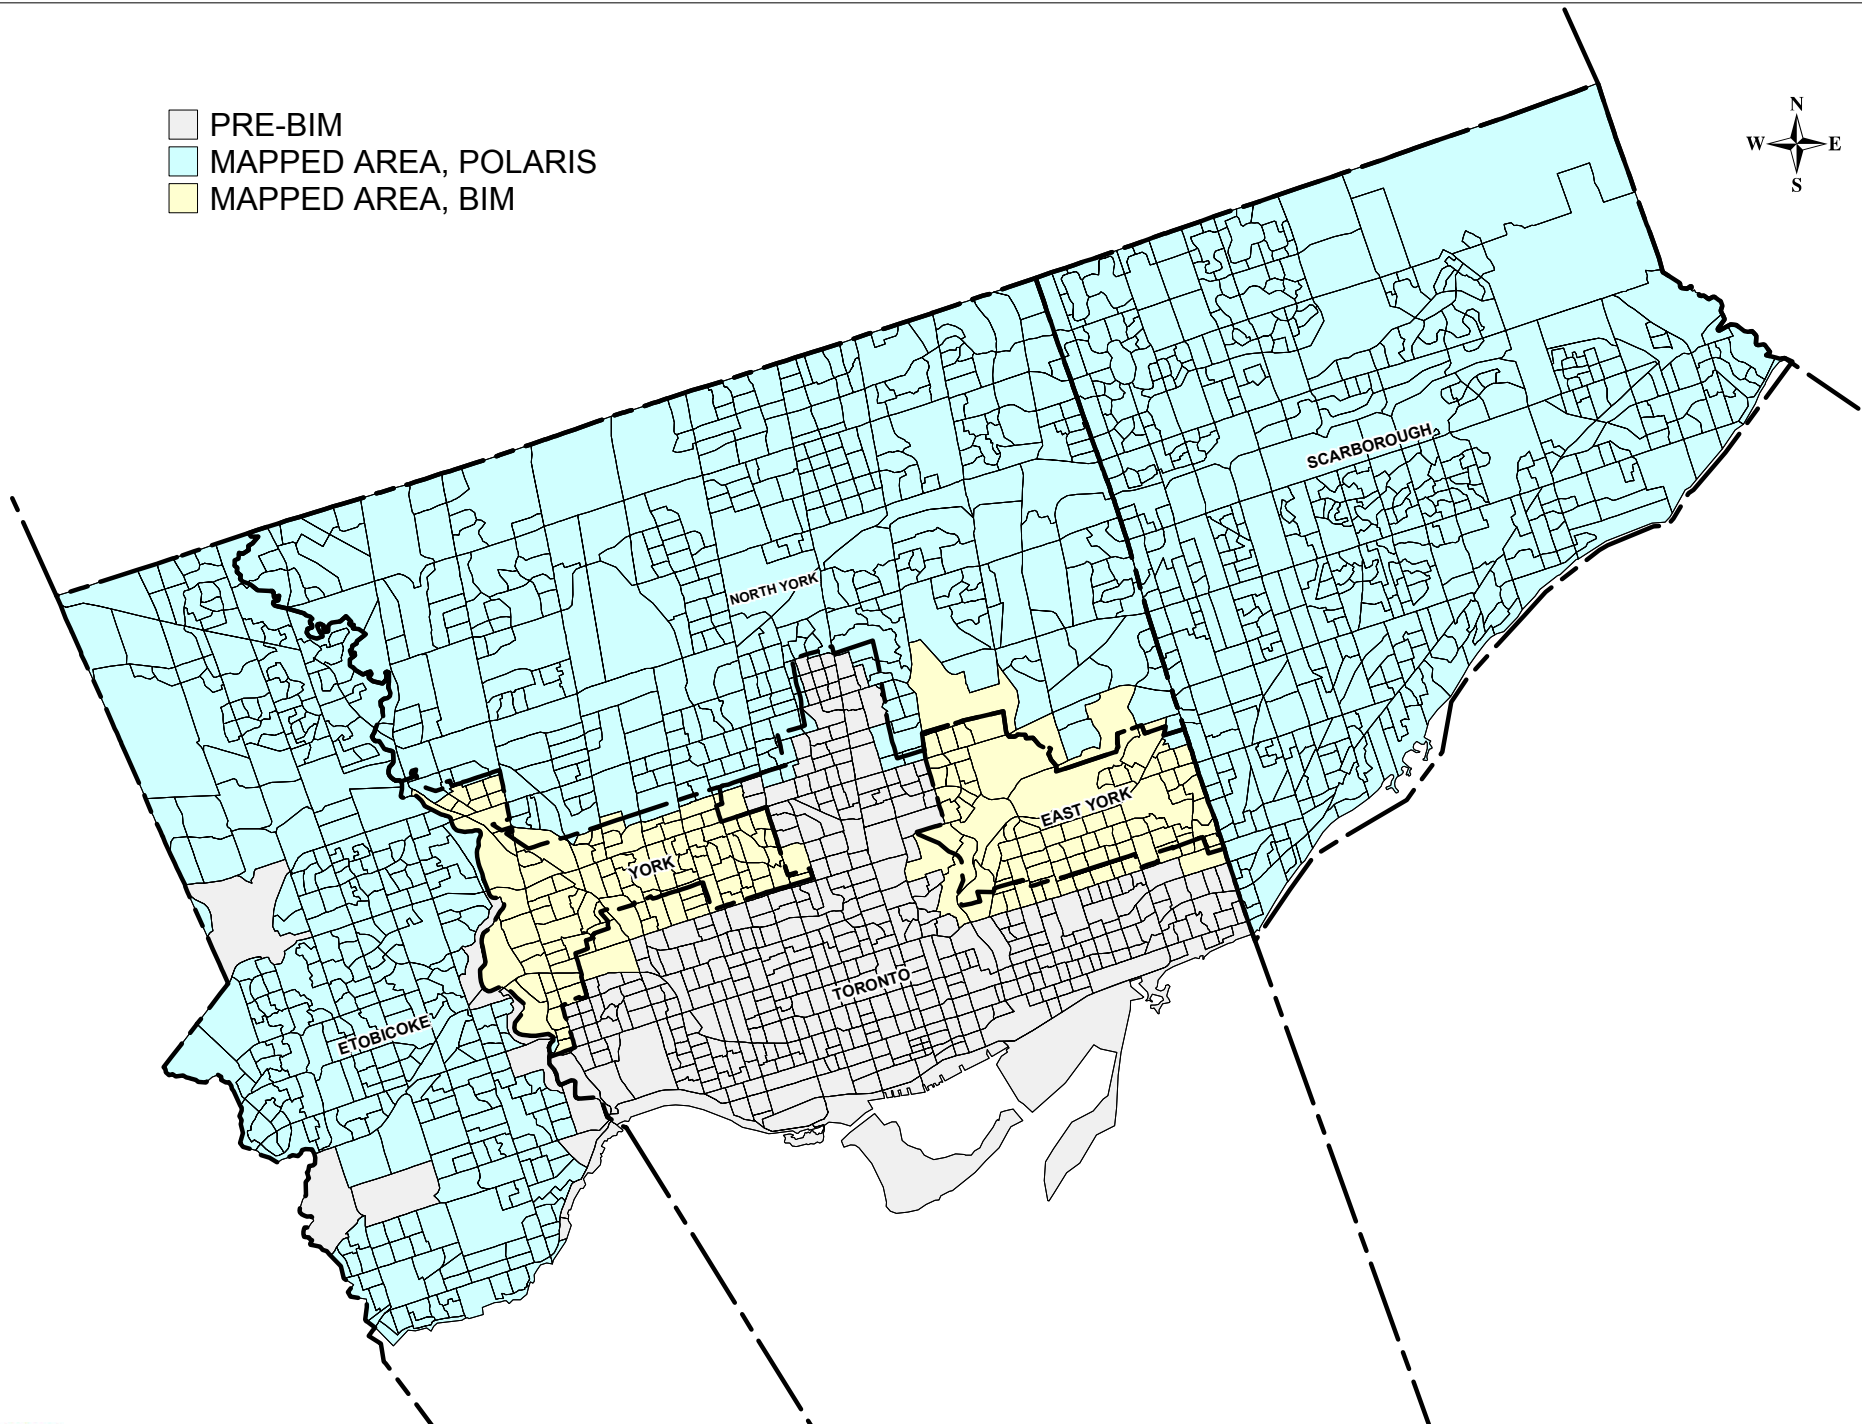 PRE-BIM
MAPPED AREA, POLARIS
MAPPED AREA, BIM
N
W E
S
SCARBOROUGH
NORTH YORK
EAST YORK
YORK
TORONTO
ETOBICOKE